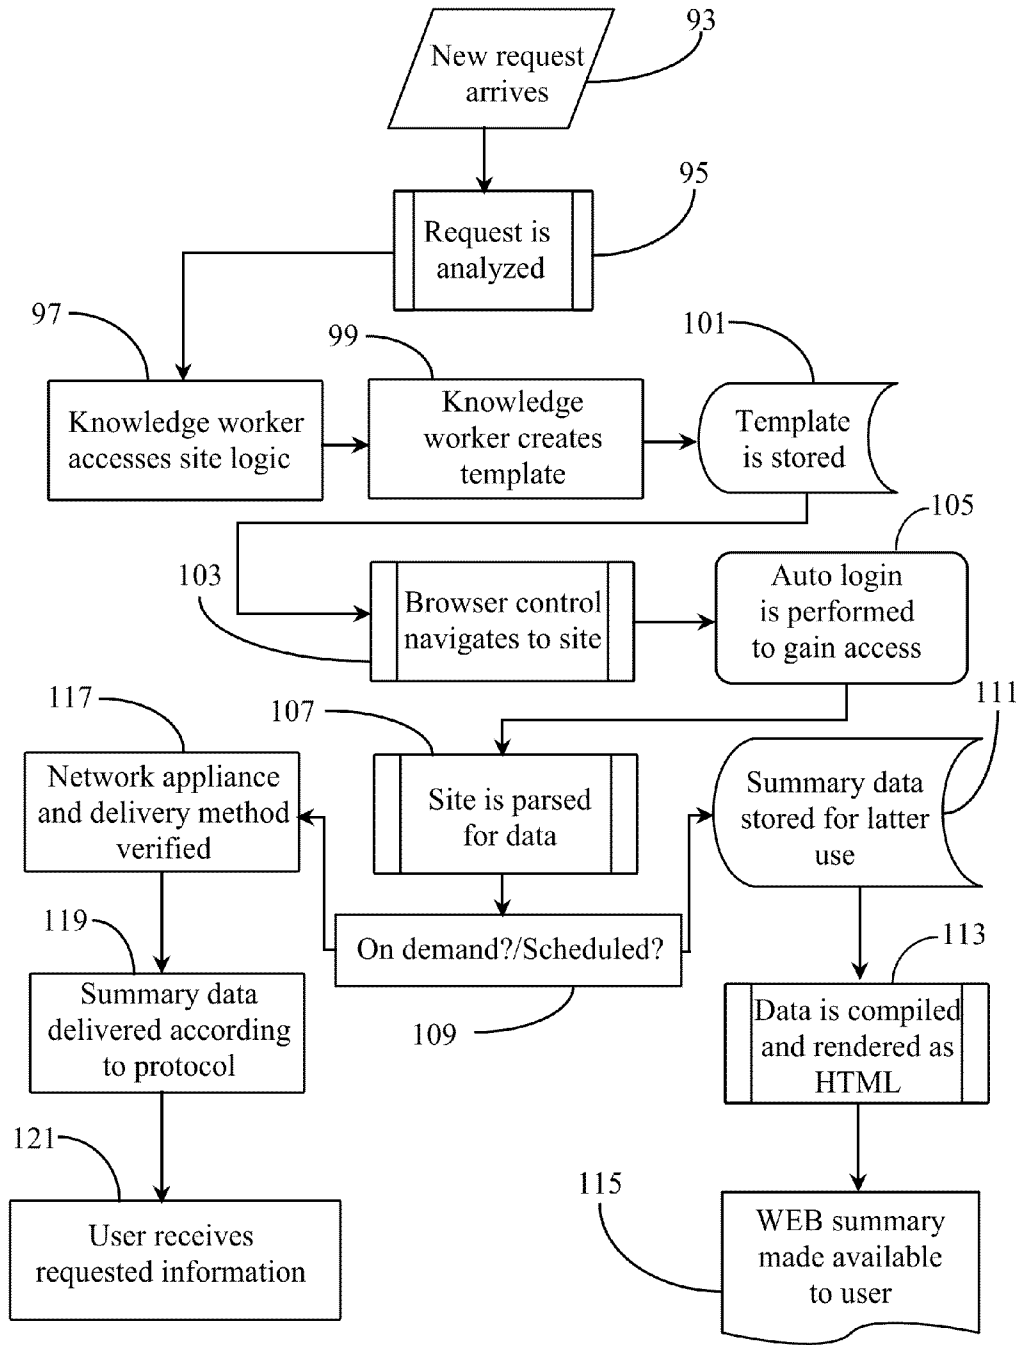 93
New request
arrives
95
Request is
analyzed
97
Knowledge worker
accesses site logic
99
Knowledge
worker creates
template
101
Template
is stored
103
Browser control
navigates to site
105
Auto login
is performed
to gain access
107
Site is parsed
for data
109
On demand?/Scheduled?
111
Summary data
stored for latter
use
113
Data is compiled
and rendered as
HTML
115
WEB summary
made available
to user
117
Network appliance
and delivery method
verified
119
Summary data
delivered according
to protocol
121
User receives
requested information